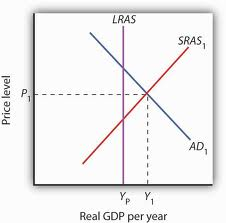 LRAS
SRAS1
Price level
P1
AD1
YP Y1
Real GDP per year